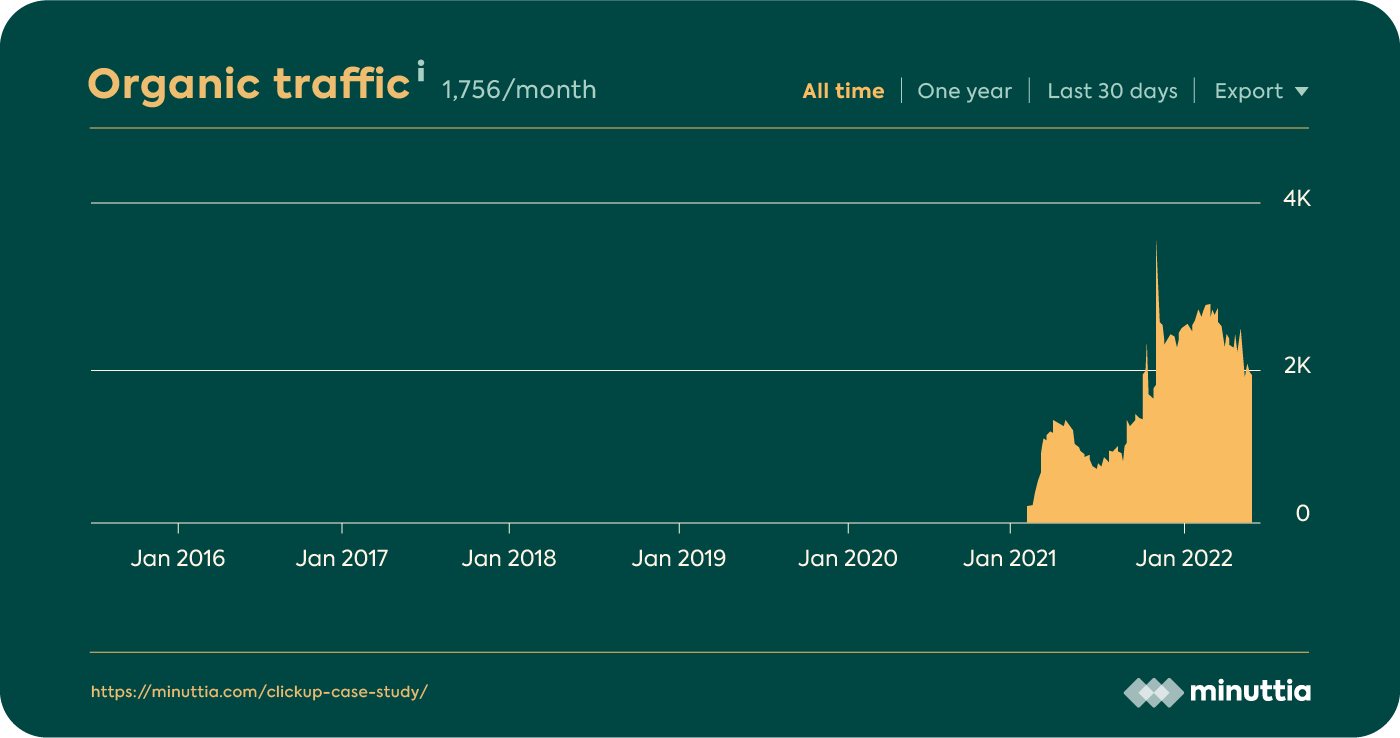 Organic traffic i 1,756/month
All time | One year | Last 30 days | Export
4K
2K
0
Jan 2016 Jan 2017 Jan 2018 Jan 2019 Jan 2020 Jan 2021 Jan 2022
https://minuttia.com/clickup-case-study/
minuttia